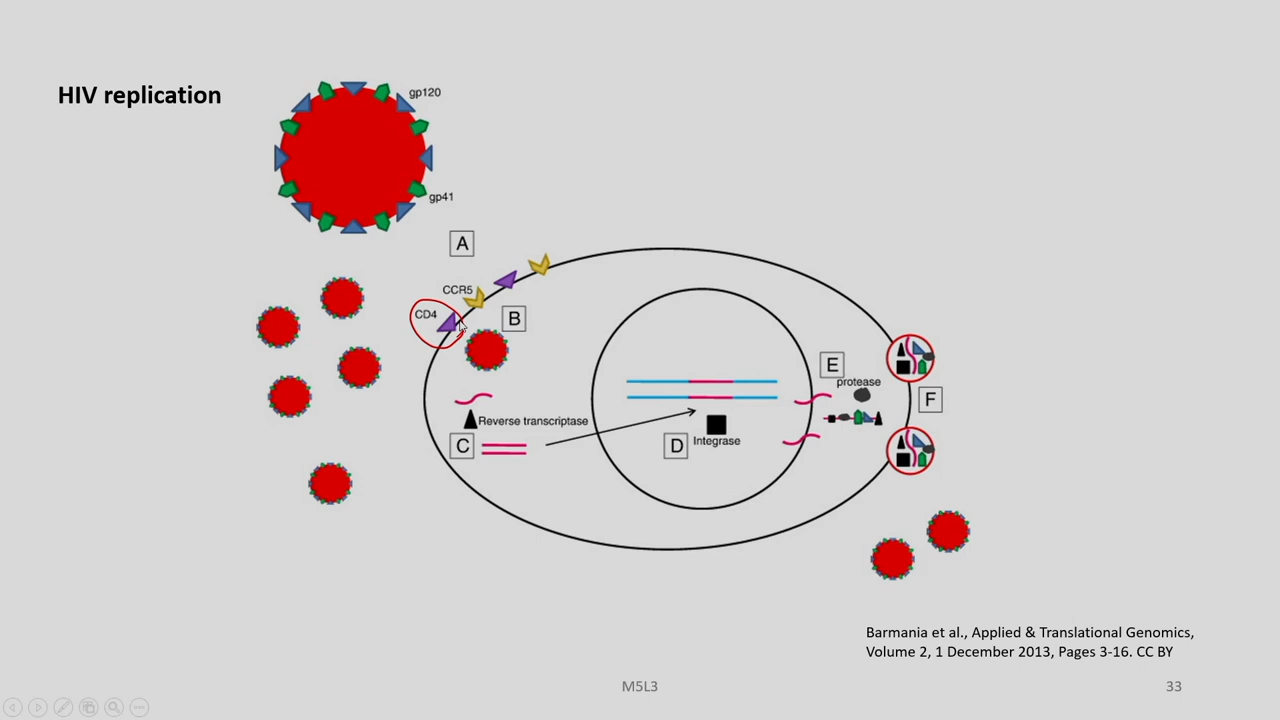 HIV replication
gp120
gp41
A
CCR5
CD4
B
E
protease
F
Reverse transcriptase
C
D
Integrase
Barmania et al., Applied & Translational Genomics,
Volume 2, 1 December 2013, Pages 3-16. CC BY
M5L3
33